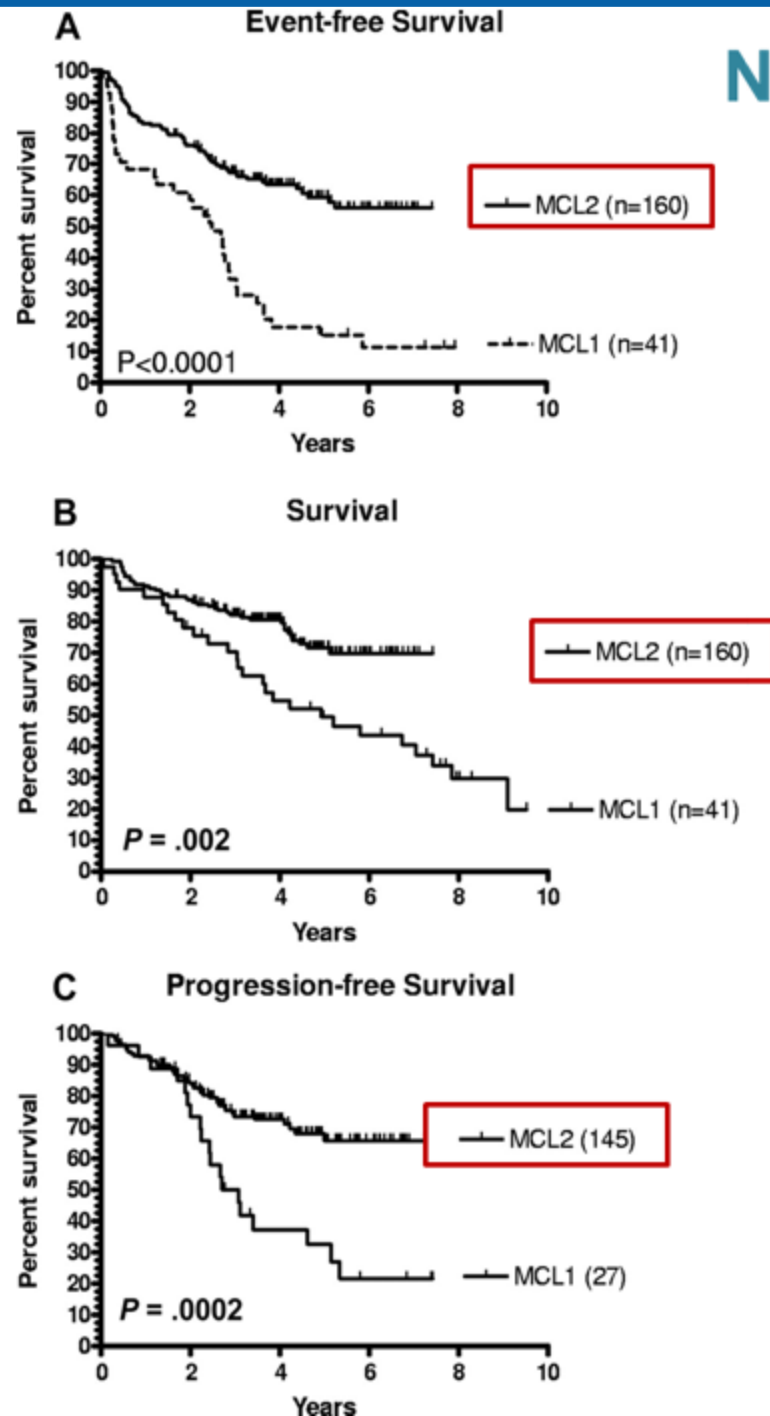 A
Event-free Survival
N
Percent survival
100
90
80
70
60
50
40
30
20
10
0
MCL2 (n=160)
MCL1 (n=41)
P<0.0001
0 2 4 6 8 10
Years
B
Survival
Percent survival
100
90
80
70
60
50
40
30
20
10
0
MCL2 (n=160)
MCL1 (n=41)
P = .002
0 2 4 6 8 10
Years
C
Progression-free Survival
Percent survival
100
90
80
70
60
50
40
30
20
10
0
MCL2 (145)
MCL1 (27)
P = .0002
0 2 4 6 8 10
Years